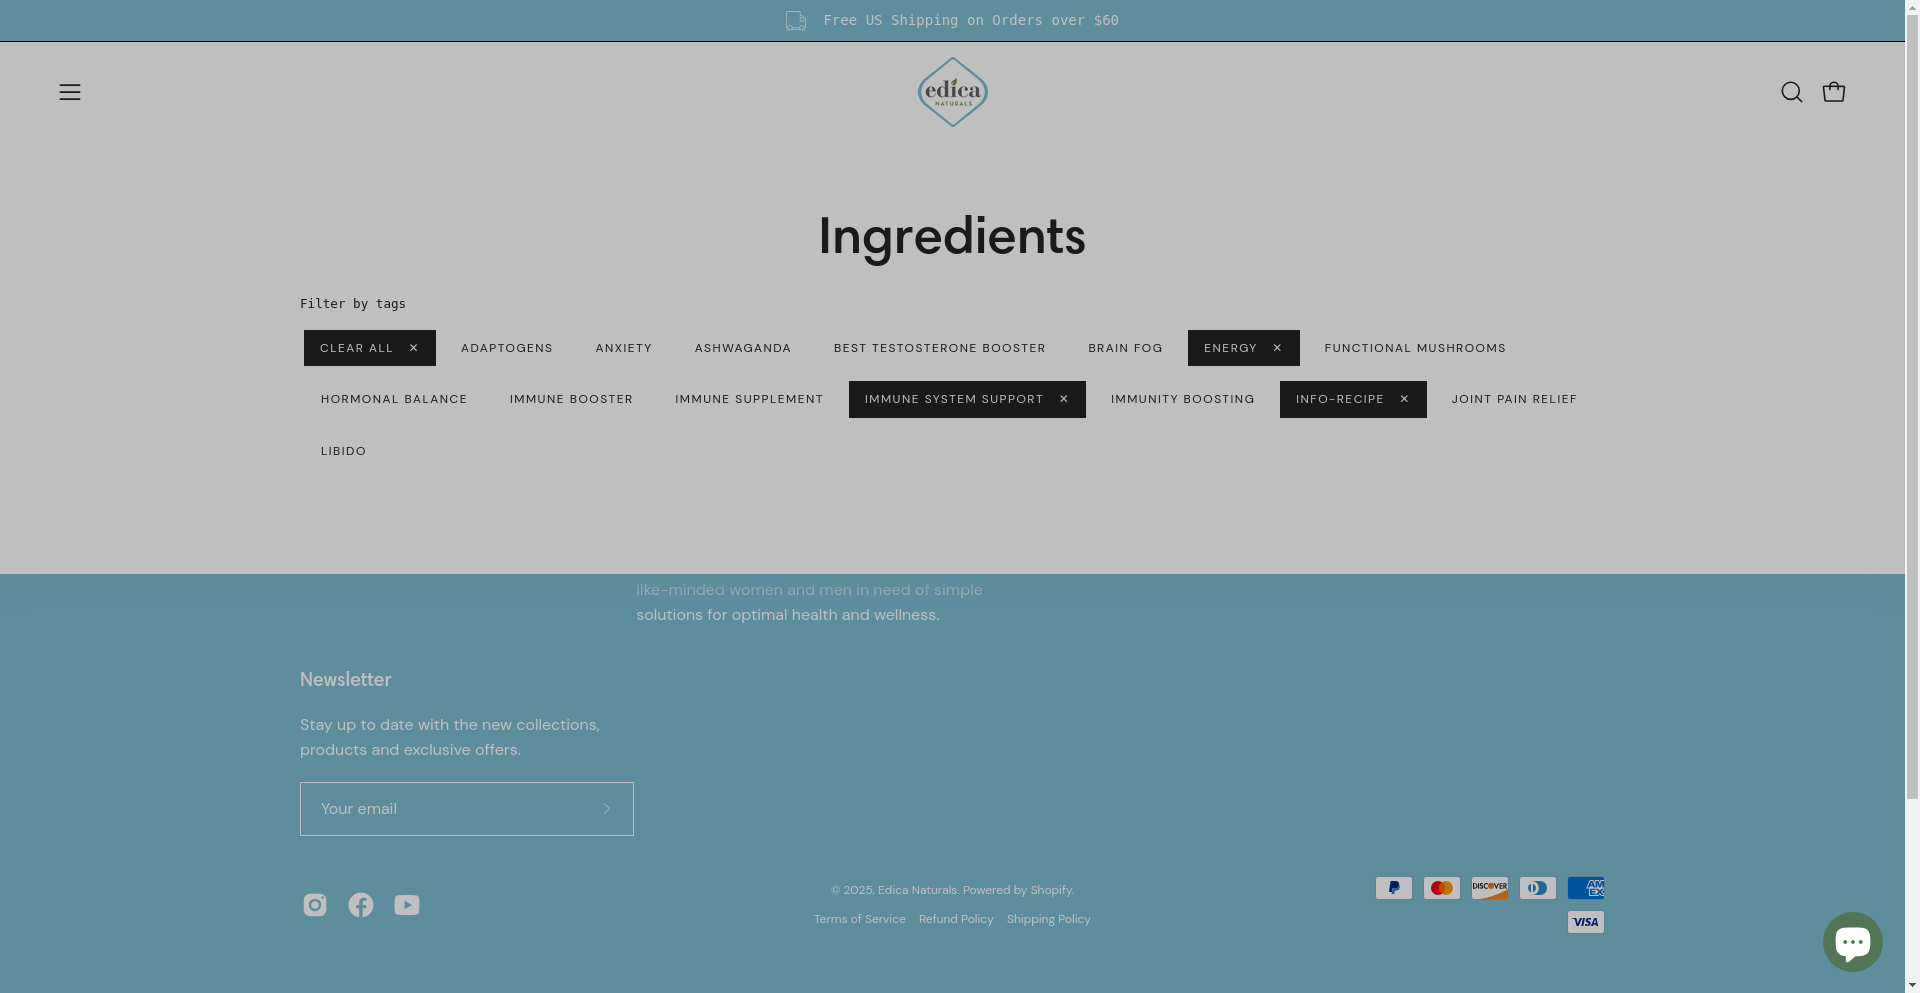 Free US Shipping on Orders over $60
edica
NATURALS
Ingredients
Filter by tags
CLEAR ALL ✕ ADAPTOGENS ANXIETY ASHWAGANDA BEST TESTOSTERONE BOOSTER BRAIN FOG ENERGY ✕ FUNCTIONAL MUSHROOMS
HORMONAL BALANCE IMMUNE BOOSTER IMMUNE SUPPLEMENT IMMUNE SYSTEM SUPPORT ✕ IMMUNITY BOOSTING INFO-RECIPE ✕ JOINT PAIN RELIEF
LIBIDO
like-minded women and men in need of simple
solutions for optimal health and wellness.
Newsletter
Stay up to date with the new collections,
products and exclusive offers.
Your email
© 2025, Edica Naturals. Powered by Shopify.
Terms of Service Refund Policy Shipping Policy
DISCOVER
AM
EX
VISA